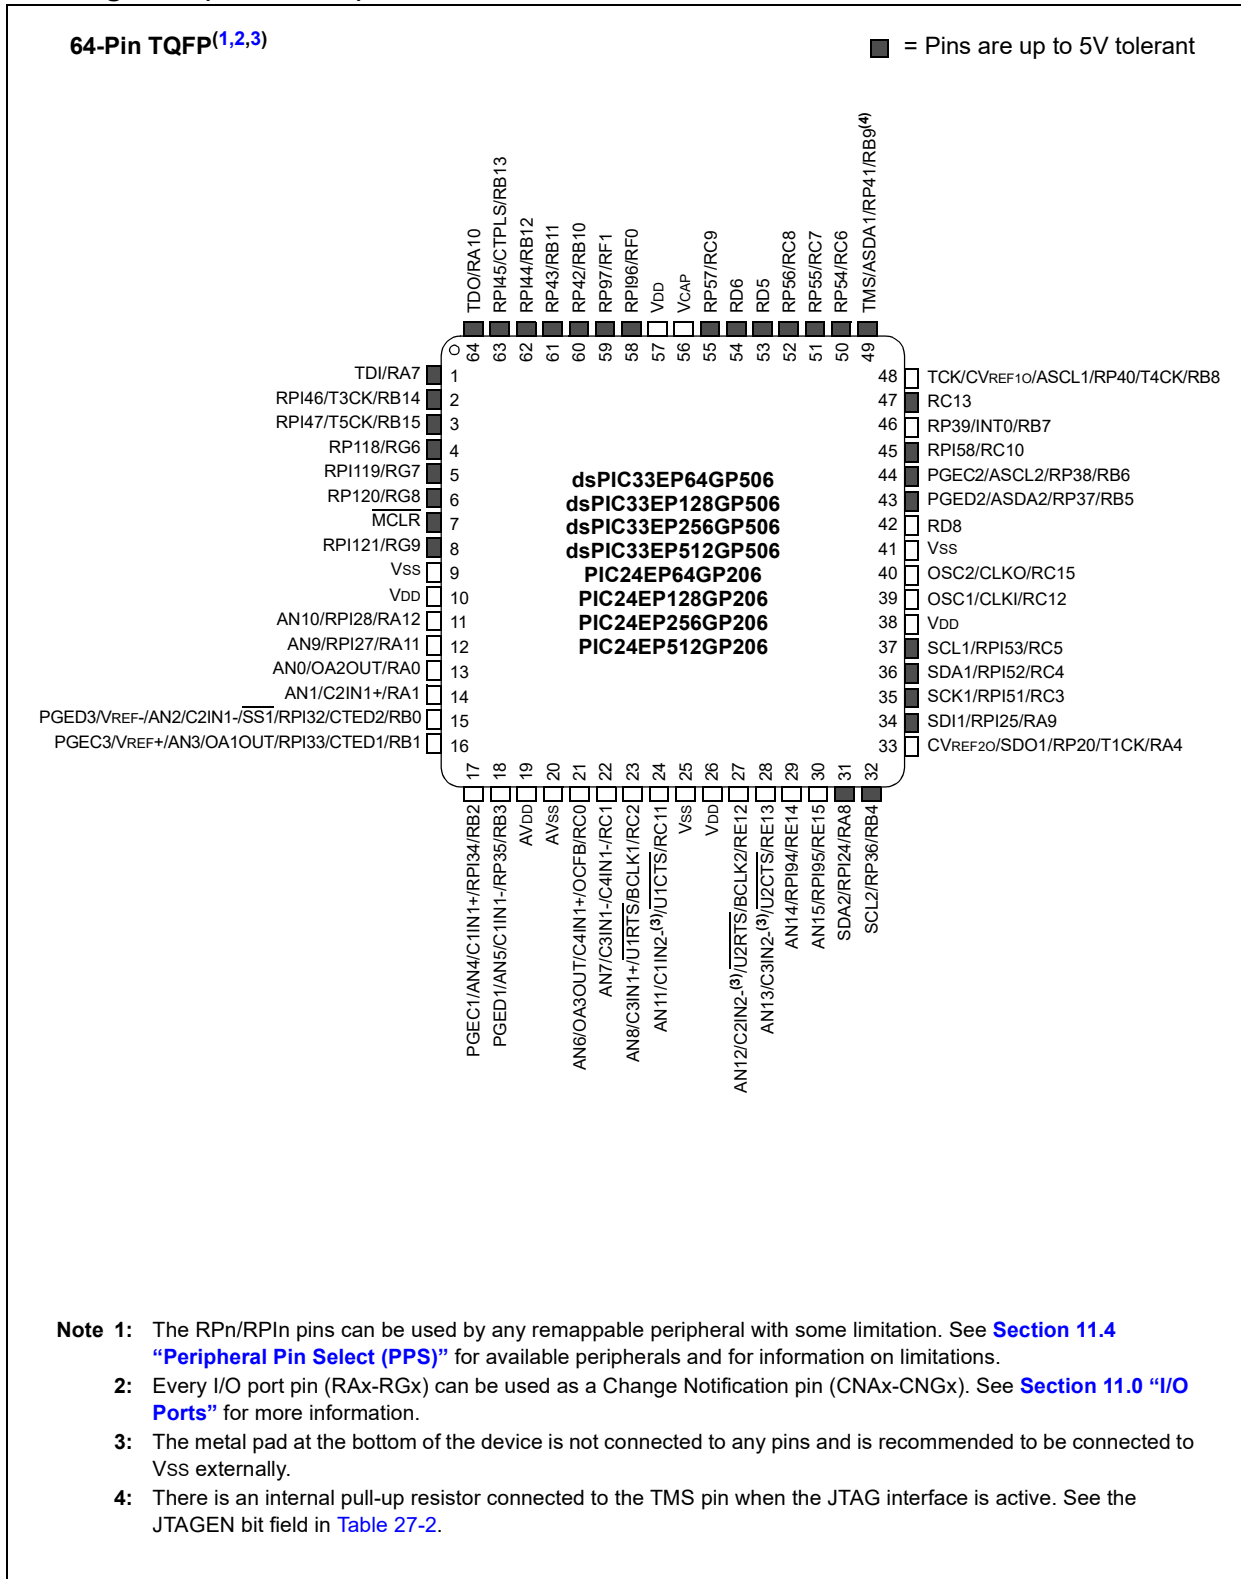 64-Pin TQFP(1,2,3)
= Pins are up to 5V tolerant
TDO/RA10
RPI45/CTPLS/RB13
RPI44/RB12
RP43/RB11
RP42/RB10
RP97/RF1
RPI96/RF0
VDD
VCAP
RP57/RC9
RD6
RD5
RP56/RC8
RP55/RC7
RP54/RC6
TMS/ASDA1/RP41/RB9(4)
64 63 62 61 60 59 58 57 56 55 54 53 52 51 50 49
TDI/RA7 1
RPI46/T3CK/RB14 2
RPI47/T5CK/RB15 3
RP118/RG6 4
RPI119/RG7 5
RP120/RG8 6
MCLR 7
RPI121/RG9 8
VSS 9
VDD 10
AN10/RPI28/RA12 11
AN9/RPI27/RA11 12
AN0/OA2OUT/RA0 13
AN1/C2IN1+/RA1 14
PGED3/VREF-/AN2/C2IN1-/SS1/RPI32/CTED2/RB0 15
PGEC3/VREF+/AN3/OA1OUT/RPI33/CTED1/RB1 16
dsPIC33EP64GP506
dsPIC33EP128GP506
dsPIC33EP256GP506
dsPIC33EP512GP506
PIC24EP64GP206
PIC24EP128GP206
PIC24EP256GP206
PIC24EP512GP206
48 TCK/CVREF1O/ASCL1/RP40/T4CK/RB8
47 RC13
46 RP39/INT0/RB7
45 RPI58/RC10
44 PGEC2/ASCL2/RP38/RB6
43 PGED2/ASDA2/RP37/RB5
42 RD8
41 VSS
40 OSC2/CLKO/RC15
39 OSC1/CLKI/RC12
38 VDD
37 SCL1/RPI53/RC5
36 SDA1/RPI52/RC4
35 SCK1/RPI51/RC3
34 SDI1/RPI25/RA9
33 CVREF2O/SDO1/RP20/T1CK/RA4
17 18 19 20 21 22 23 24 25 26 27 28 29 30 31 32
PGEC1/AN4/C1IN1+/RPI34/RB2
PGED1/AN5/C1IN1-/RP35/RB3
AVDD
AVSS
AN6/OA3OUT/C4IN1+/OCFB/RC0
AN7/C3IN1-/C4IN1-/RC1
AN8/C3IN1+/U1RTS/BCLK1/RC2
AN11/C1IN2-(3)/U1CTS/RC11
VSS
VDD
AN12/C2IN2-(3)/U2RTS/BCLK2/RE12
AN13/C3IN2-(3)/U2CTS/RE13
AN14/RPI94/RE14
AN15/RPI95/RE15
SDA2/RPI24/RA8
SCL2/RP36/RB4
Note 1: The RPn/RPIn pins can be used by any remappable peripheral with some limitation. See Section 11.4
“Peripheral Pin Select (PPS)” for available peripherals and for information on limitations.
2: Every I/O port pin (RAx-RGx) can be used as a Change Notification pin (CNAx-CNGx). See Section 11.0 “I/O
Ports” for more information.
3: The metal pad at the bottom of the device is not connected to any pins and is recommended to be connected to
VSS externally.
4: There is an internal pull-up resistor connected to the TMS pin when the JTAG interface is active. See the
JTAGEN bit field in Table 27-2.